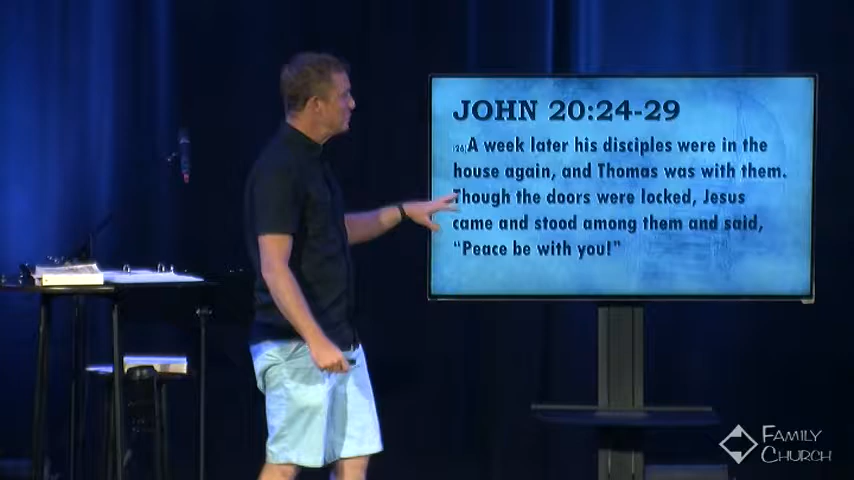 JOHN 20:24-29
[26]A week later his disciples were in the
house again, and Thomas was with them.
Though the doors were locked, Jesus
came and stood among them and said,
“Peace be with you!”
FAMILY
CHURCH